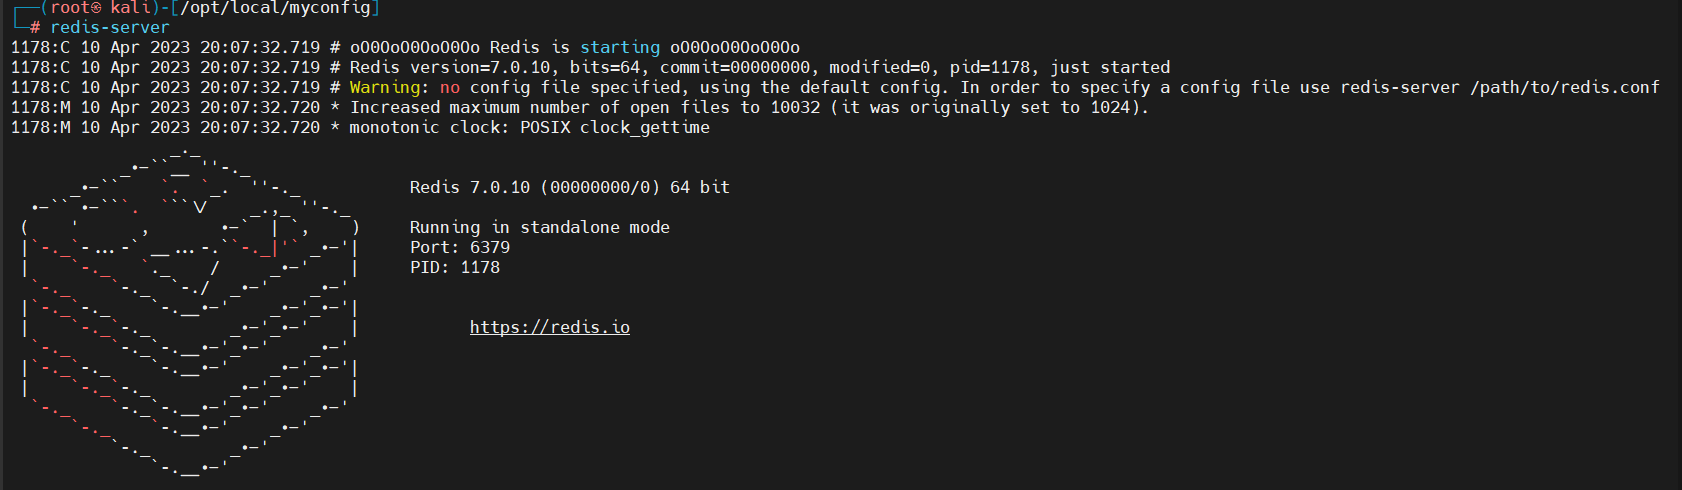 ┌──(root㉿ kali)-[/opt/local/myconfig]
└─# redis-server
1178:C 10 Apr 2023 20:07:32.719 # oO0OoO0OoO0Oo Redis is starting oO0OoO0OoO0Oo
1178:C 10 Apr 2023 20:07:32.719 # Redis version=7.0.10, bits=64, commit=00000000, modified=0, pid=1178, just started
1178:C 10 Apr 2023 20:07:32.719 # Warning: no config file specified, using the default config. In order to specify a config file use redis-server /path/to/redis.conf
1178:M 10 Apr 2023 20:07:32.720 * Increased maximum number of open files to 10032 (it was originally set to 1024).
1178:M 10 Apr 2023 20:07:32.720 * monotonic clock: POSIX clock_gettime
Redis 7.0.10 (00000000/0) 64 bit
Running in standalone mode
Port: 6379
PID: 1178
https://redis.io